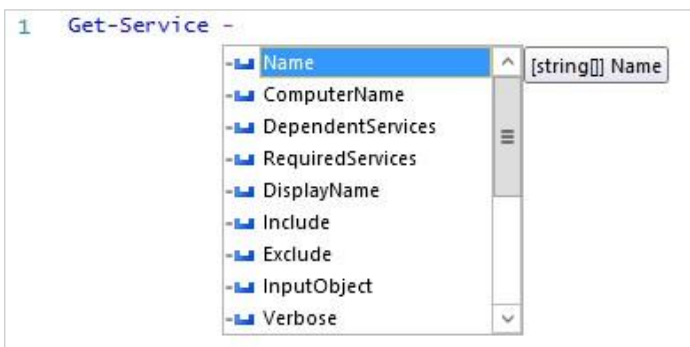 1 Get-Service -
Name [string[]] Name
ComputerName
DependentServices
RequiredServices
DisplayName
Include
Exclude
InputObject
Verbose